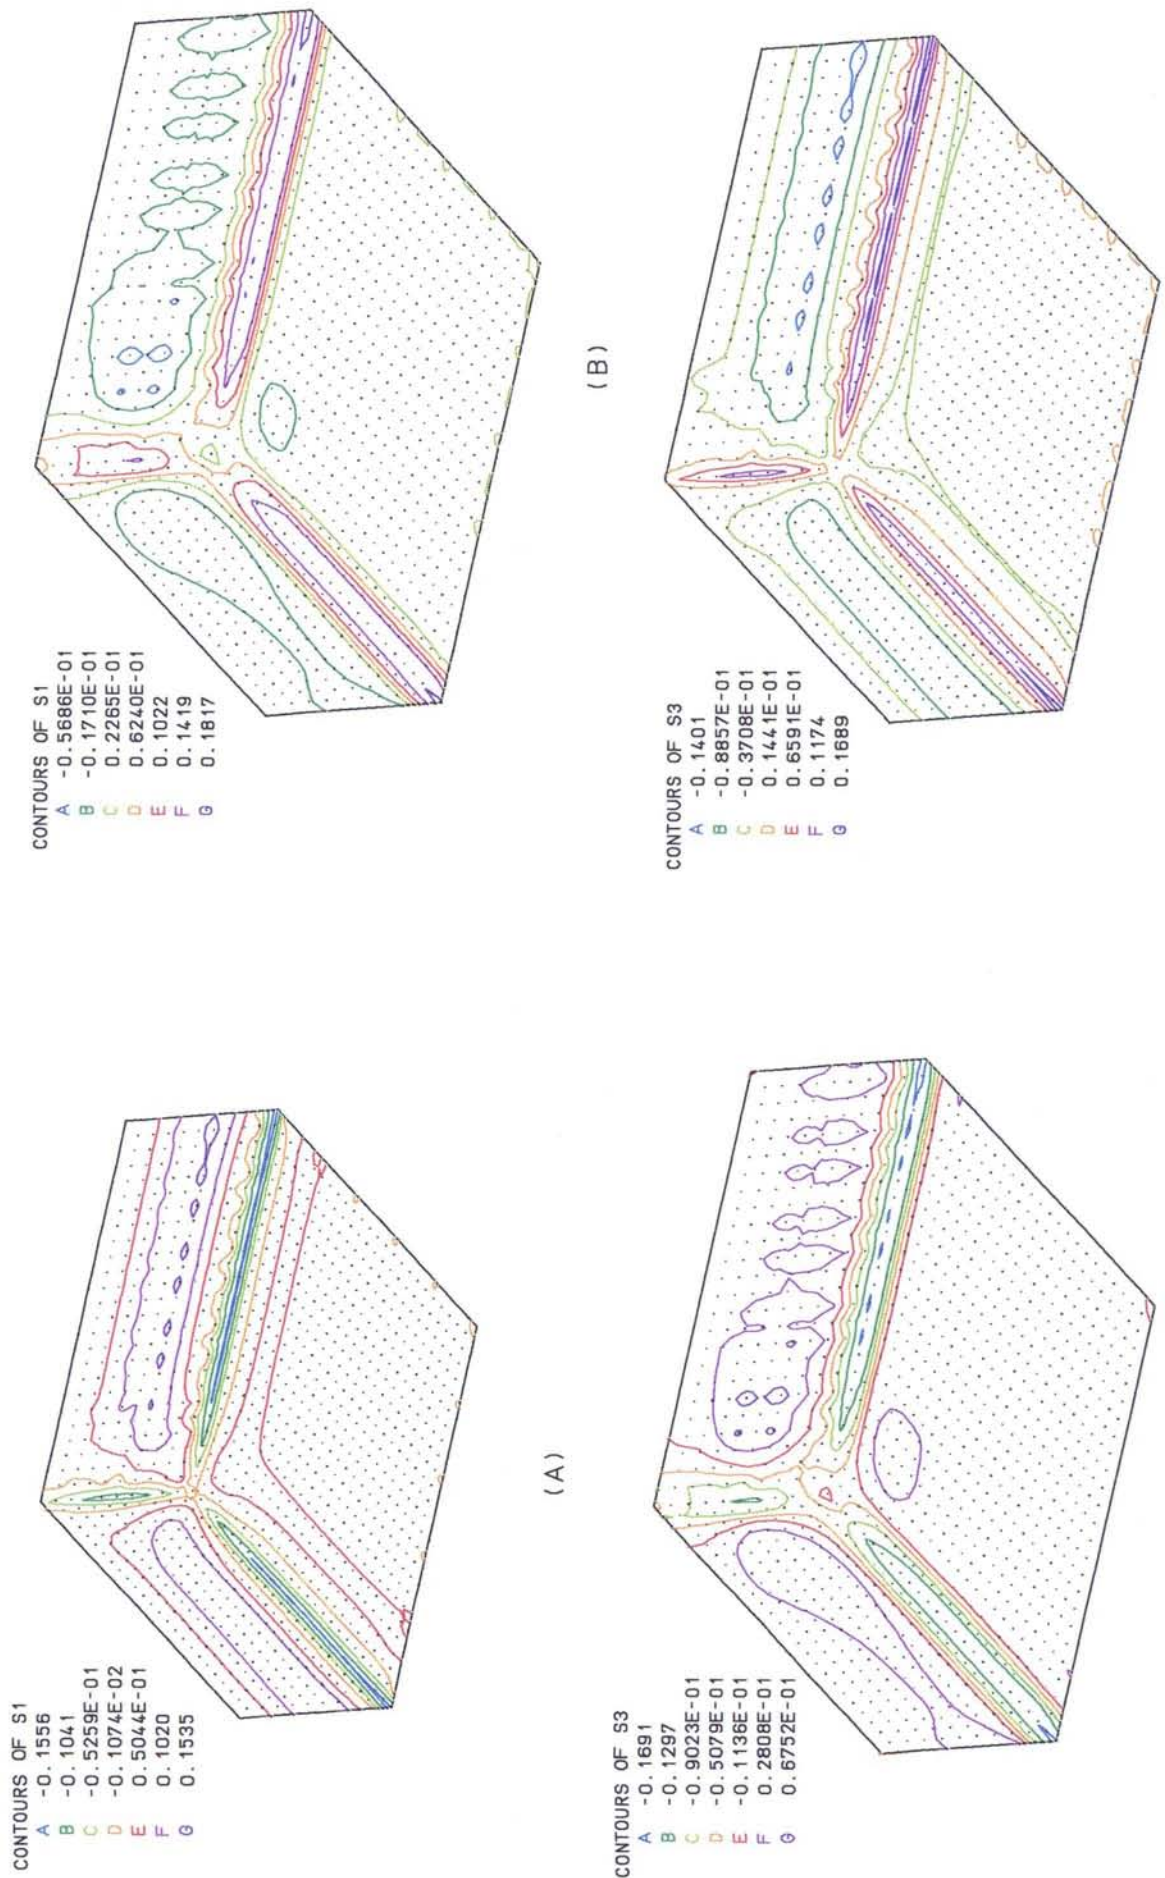 CONTOURS OF S1
A -0.1556
B -0.1041
C -0.5259E-01
D -0.1074E-02
E 0.5044E-01
F 0.1020
G 0.1535
(A)
CONTOURS OF S3
A -0.1691
B -0.1297
C -0.9023E-01
D -0.5079E-01
E -0.1136E-01
F 0.2808E-01
G 0.6752E-01
CONTOURS OF S1
A -0.5686E-01
B -0.1710E-01
C 0.2265E-01
D 0.6240E-01
E 0.1022
F 0.1419
G 0.1817
(B)
CONTOURS OF S3
A -0.1401
B -0.8857E-01
C -0.3708E-01
D 0.1441E-01
E 0.6591E-01
F 0.1174
G 0.1689